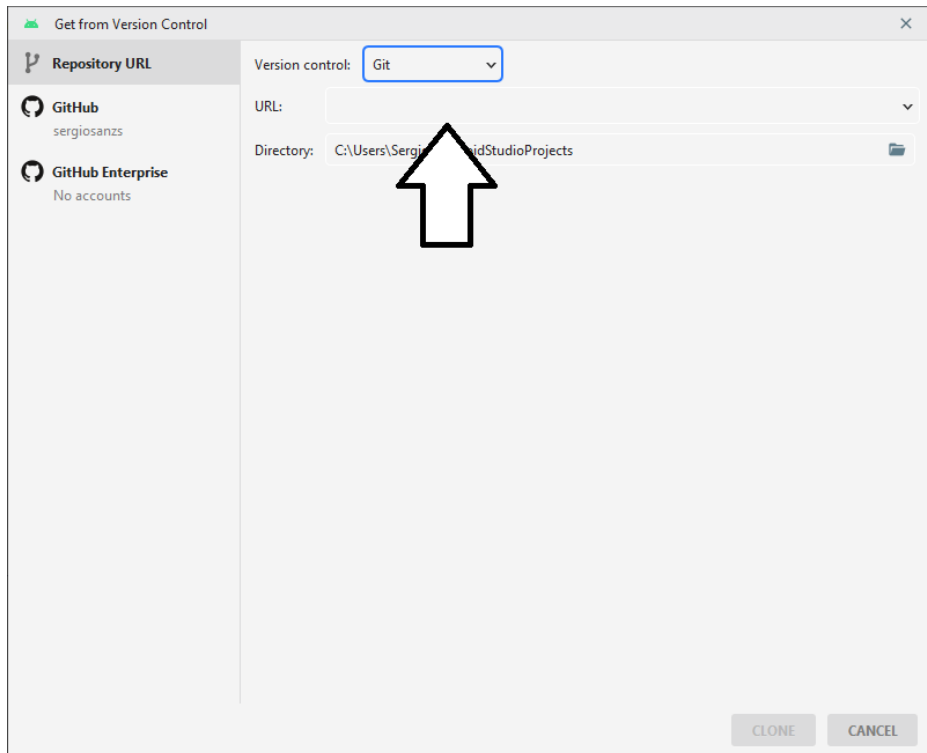 Get from Version Control
Repository URL
GitHub
sergiosanzs
GitHub Enterprise
No accounts
Version control: Git
URL:
Directory: C:\Users\Sergi idStudioProjects
CLONE
CANCEL